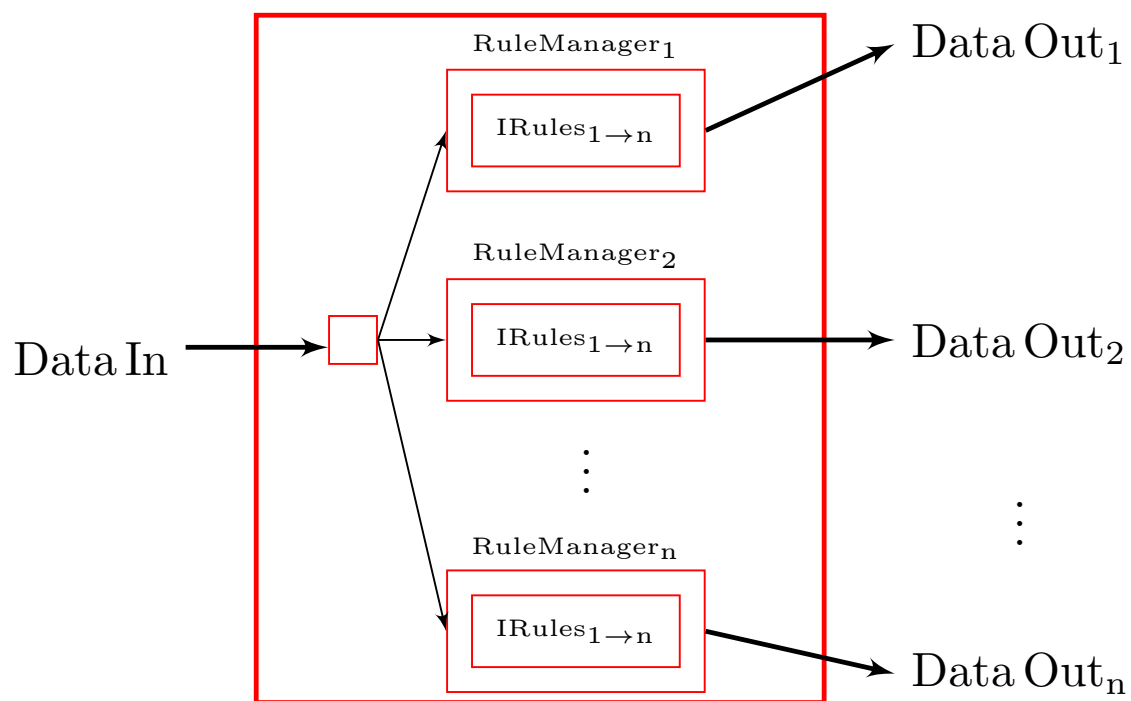 RuleManager₁
Data Out₁
IRules₁→ₙ
RuleManager₂
Data In
IRules₁→ₙ
Data Out₂
⋮
⋮
RuleManagerₙ
IRules₁→ₙ
Data Outₙ